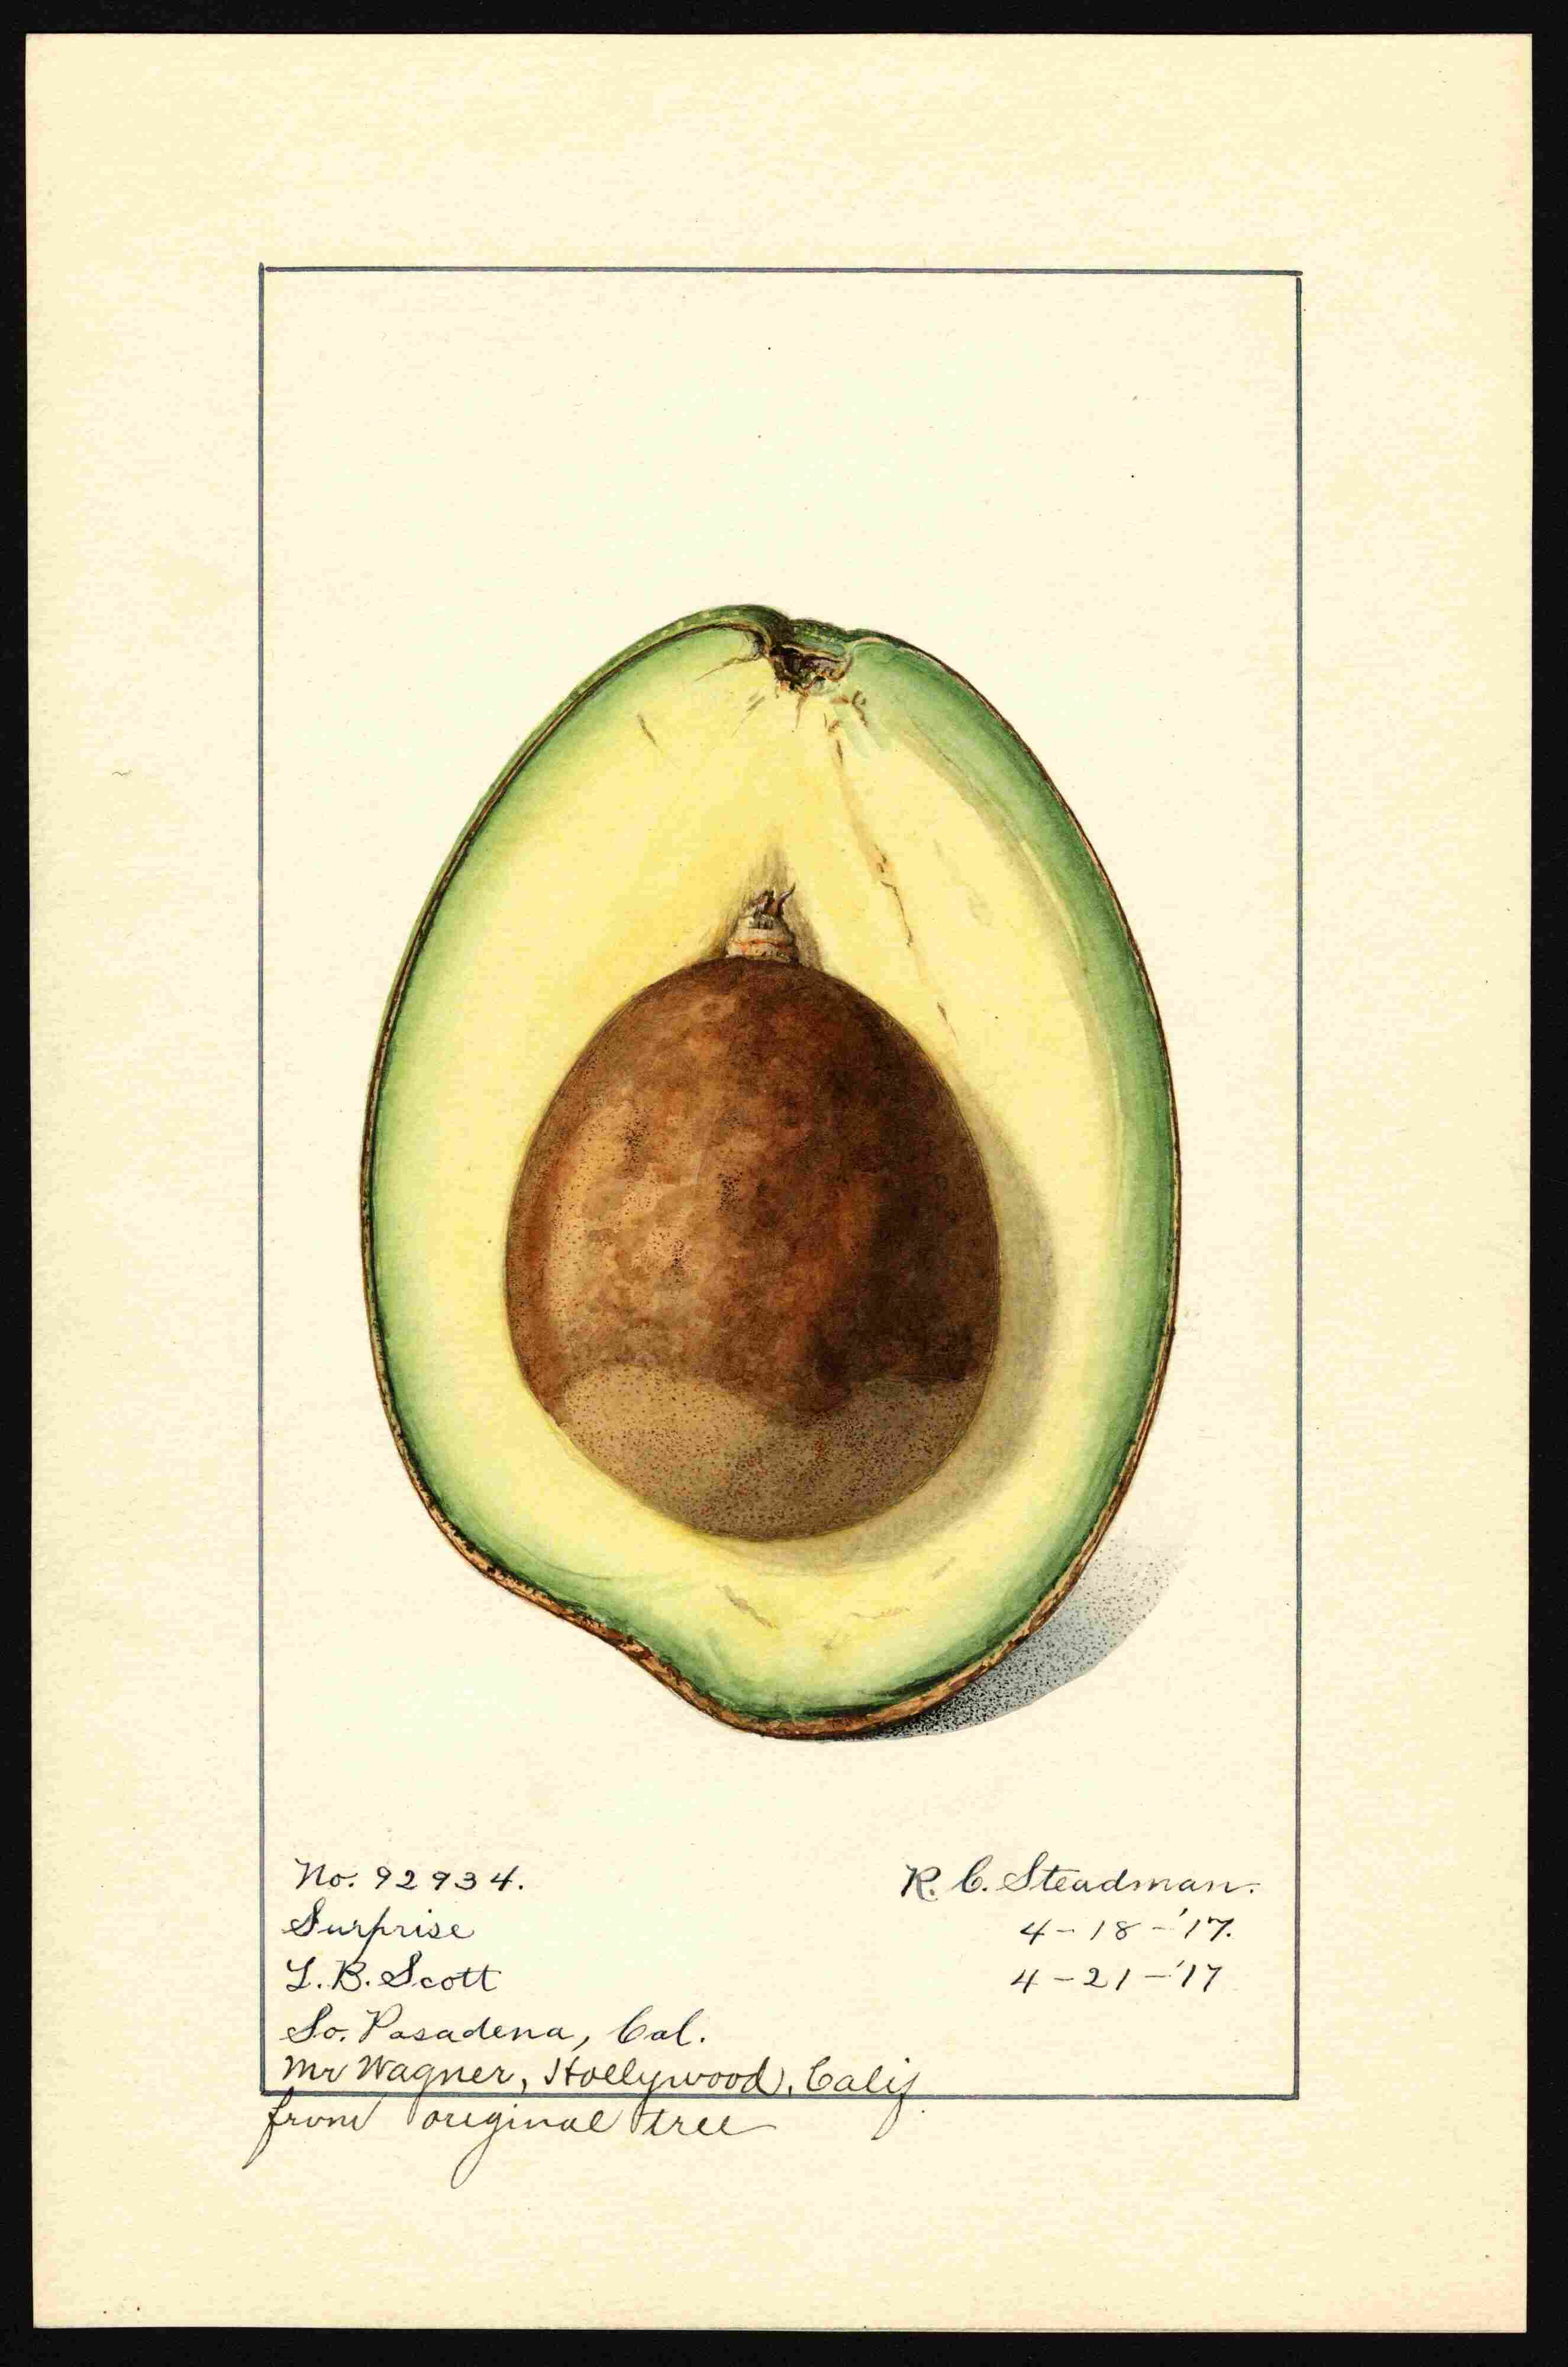 No. 92934.
Surprise
L. B. Scott
So. Pasadena, Cal.
Mr Wagner, Hollywood, Calif.
from original tree
R. C. Steadman.
4-18-'17.
4-21-'17